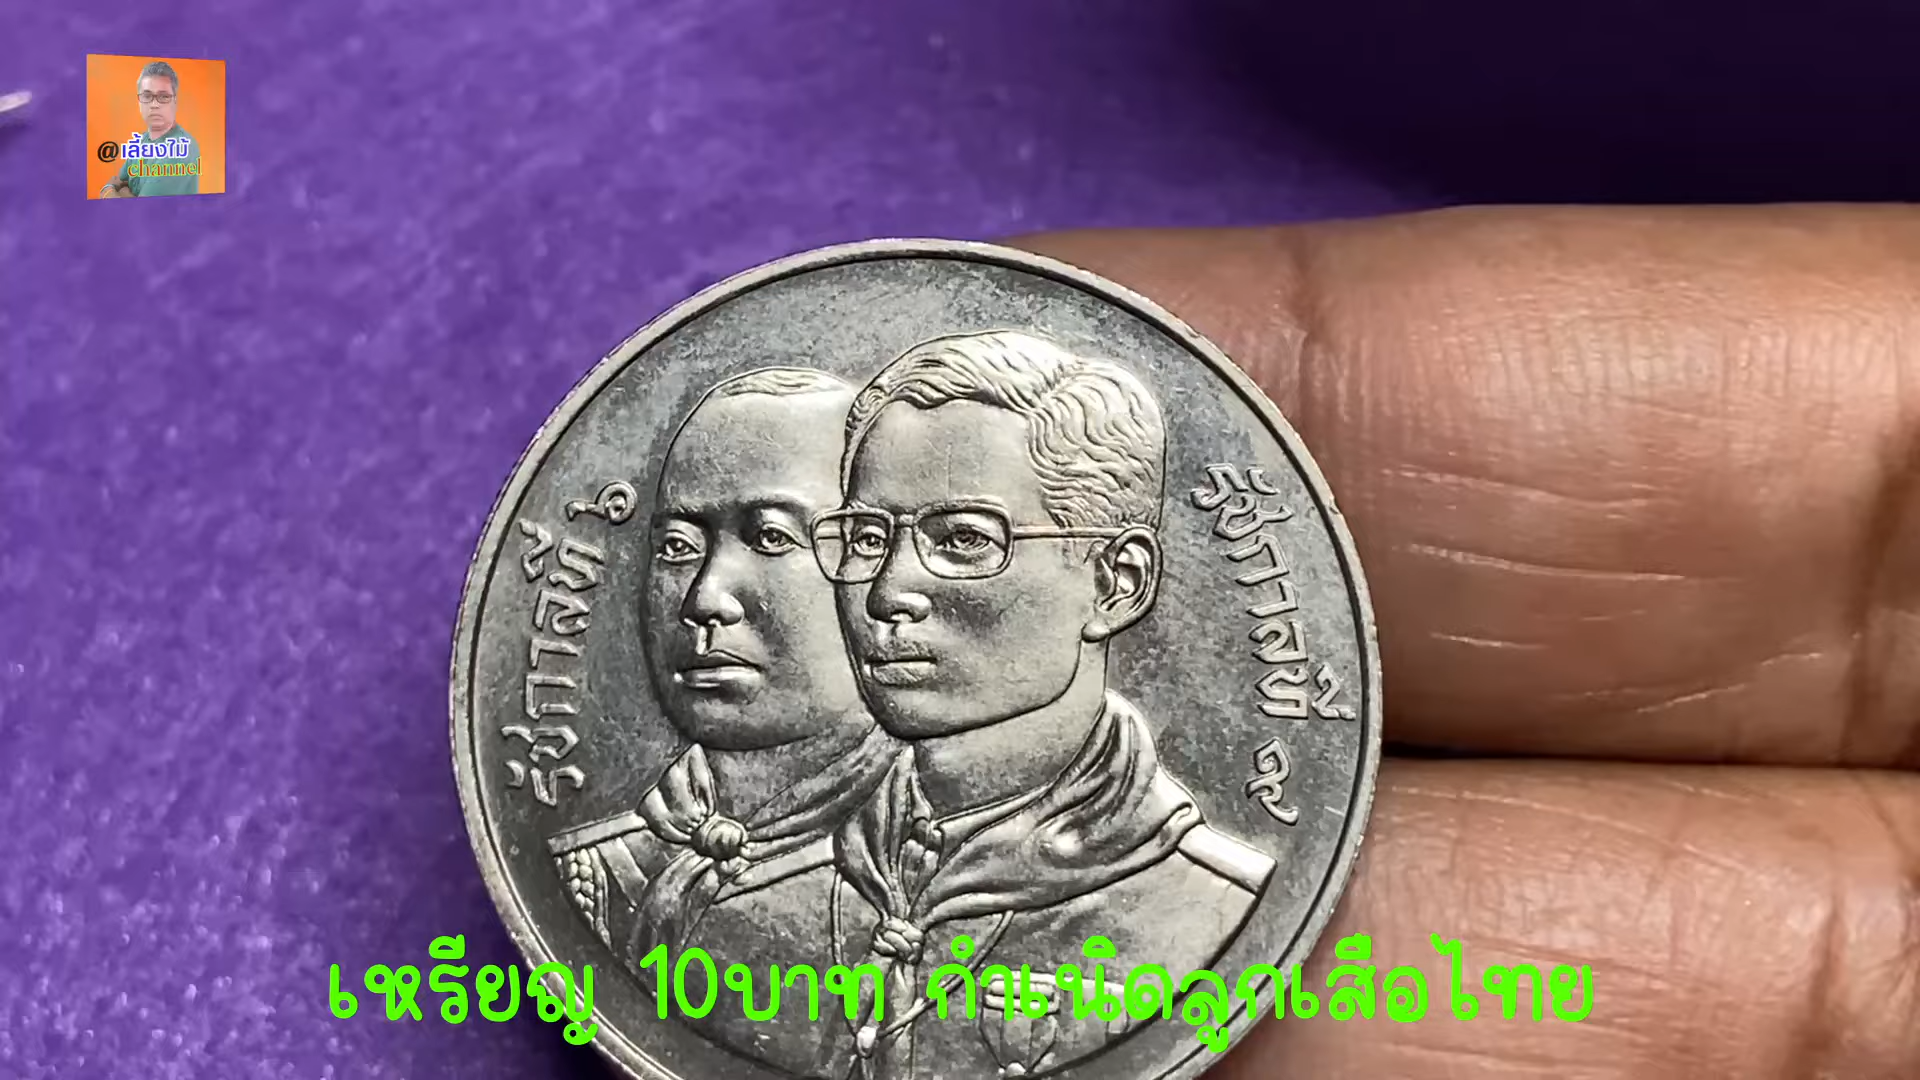 @เลี้ยงไม้
channel
รัชกาลที่ ๖
รัชกาลที่ ๙
เหรียญ 10บาท กำเนิดลูกเสือไทย